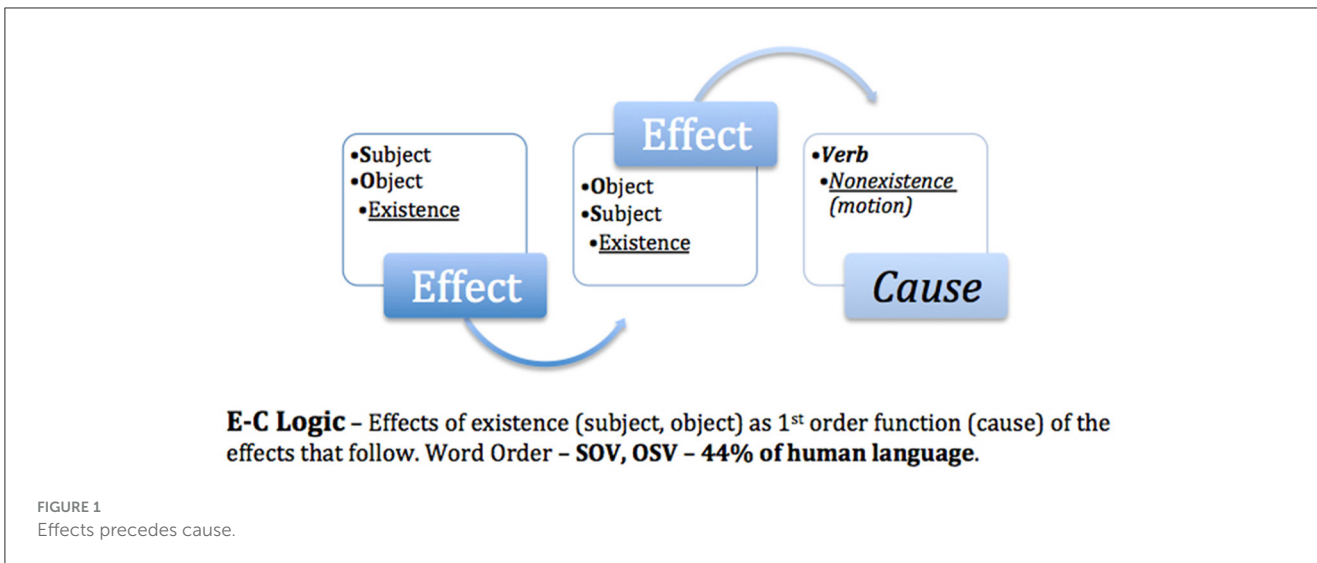 •Subject
•Object
•Existence
Effect
Effect
•Object
•Subject
•Existence
•Verb
•Nonexistence
(motion)
Cause
E-C Logic – Effects of existence (subject, object) as 1st order function (cause) of the
effects that follow. Word Order – SOV, OSV – 44% of human language.
FIGURE 1
Effects precedes cause.